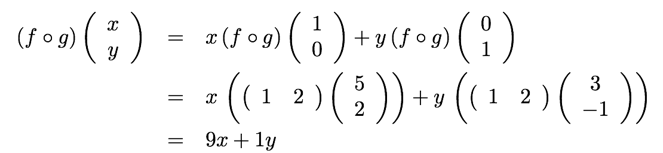 (f ∘ g) ( x y ) = x (f ∘ g) ( 1 0 ) + y (f ∘ g) ( 0 1 )
= x ( ( 1 2 ) ( 5 2 ) ) + y ( ( 1 2 ) ( 3 −1 ) )
= 9x + 1y